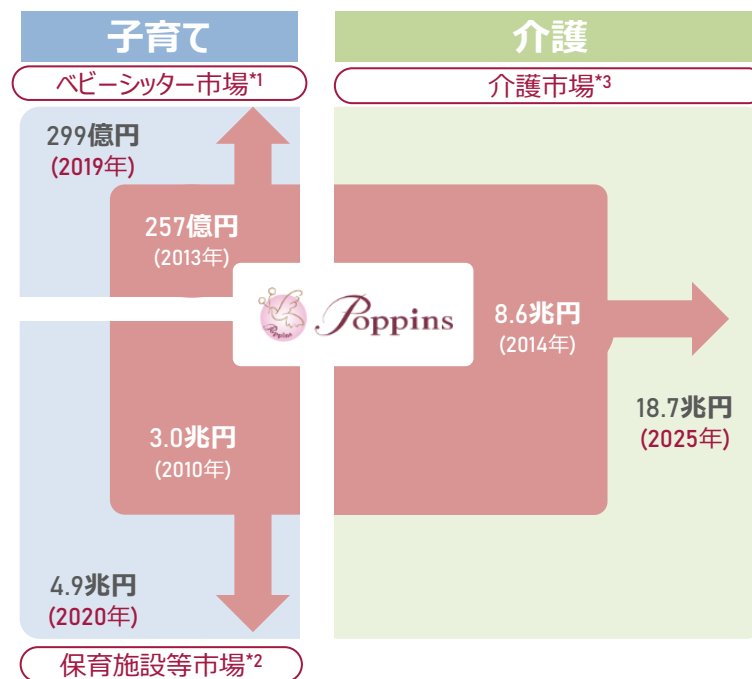 子育て
ベビーシッター市場*1
299億円
(2019年)
257億円
(2013年)
3.0兆円
(2010年)
4.9兆円
(2020年)
保育施設等市場*2
Poppins
Poppins
介護
介護市場*3
8.6兆円
(2014年)
18.7兆円
(2025年)